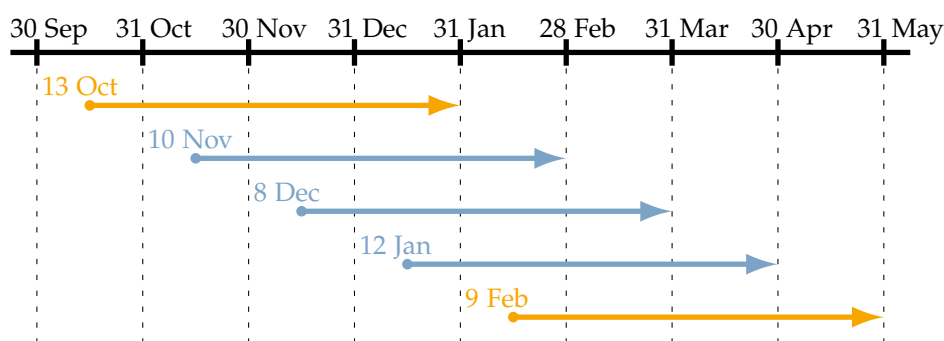 30 Sep 31 Oct 30 Nov 31 Dec 31 Jan 28 Feb 31 Mar 30 Apr 31 May
13 Oct
10 Nov
8 Dec
12 Jan
9 Feb